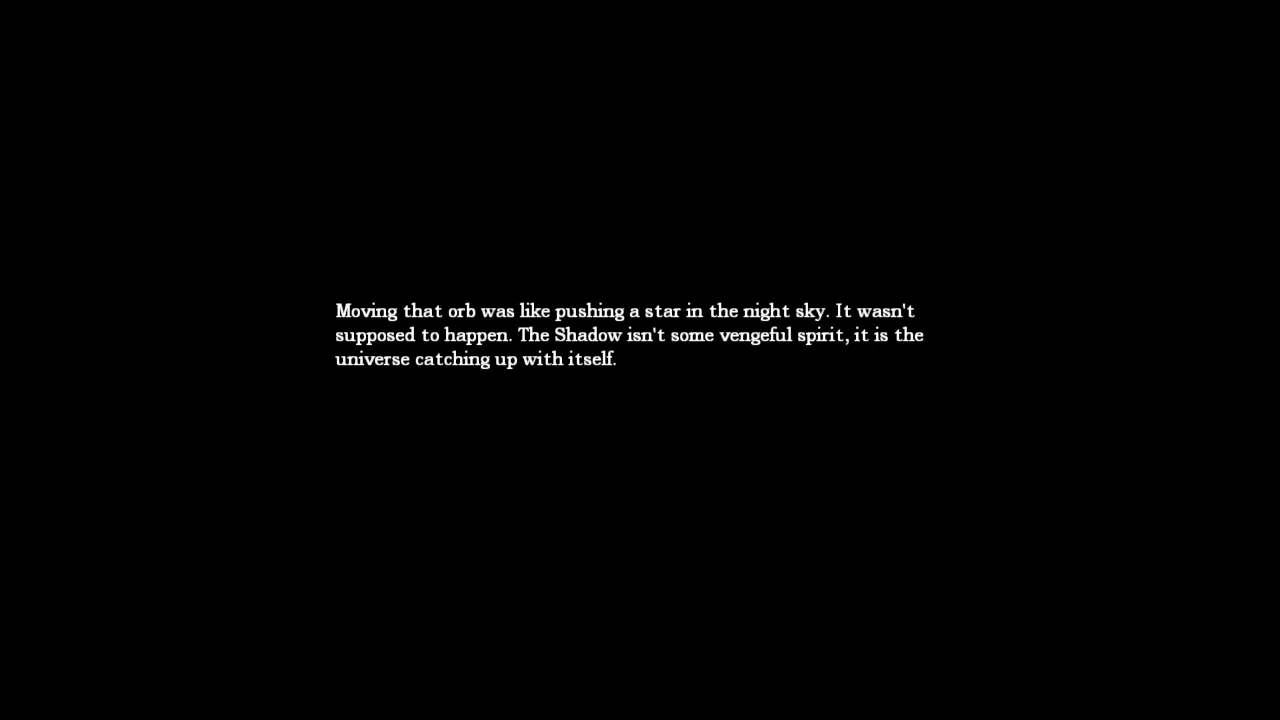 Moving that orb was like pushing a star in the night sky. It wasn't
supposed to happen. The Shadow isn't some vengeful spirit, it is the
universe catching up with itself.